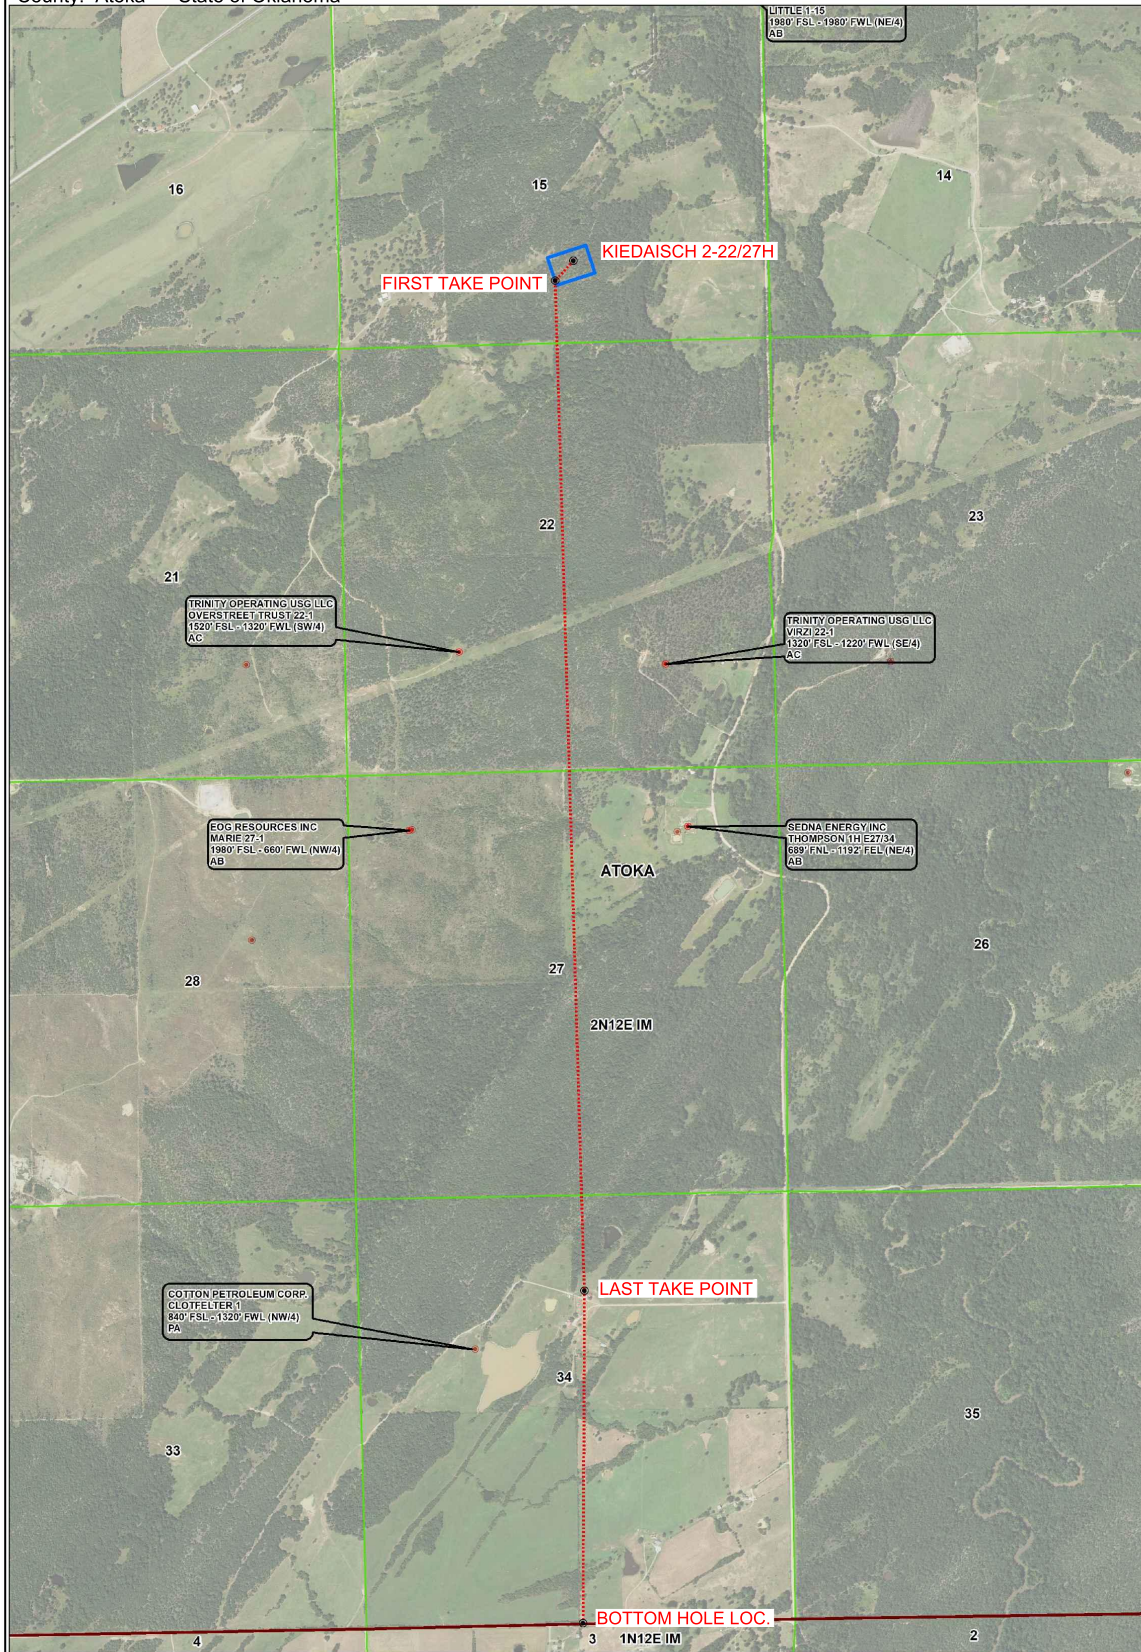 County: Atoka State of Oklahoma
LITTLE 1-15
1980' FSL - 1980' FWL (NE/4)
AB
16
15
14
KIEDAISCH 2-22/27H
FIRST TAKE POINT
22
23
21
TRINITY OPERATING USG LLC
OVERSTREET TRUST 22-1
1520' FSL - 1320' FWL (SW/4)
AC
TRINITY OPERATING USG LLC
VIRZI 22-1
1320' FSL - 1220' FWL (SE/4)
AC
EOG RESOURCES INC
MARIE 27-1
1980' FSL - 660' FWL (NW/4)
AB
SEDNA ENERGY INC
THOMPSON 1H E27/34
689' FNL - 1192' FEL (NE/4)
AB
ATOKA
26
27
28
2N12E IM
LAST TAKE POINT
COTTON PETROLEUM CORP.
CLOTFELTER 1
840' FSL - 1320' FWL (NW/4)
PA
34
35
33
BOTTOM HOLE LOC.
4
3
1N12E IM
2